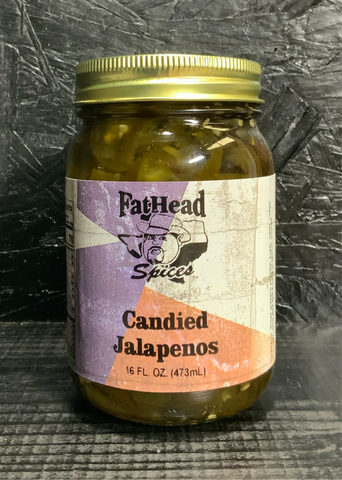 FatHead
Spices
Candied
Jalapenos
16 FL. OZ. (473mL)